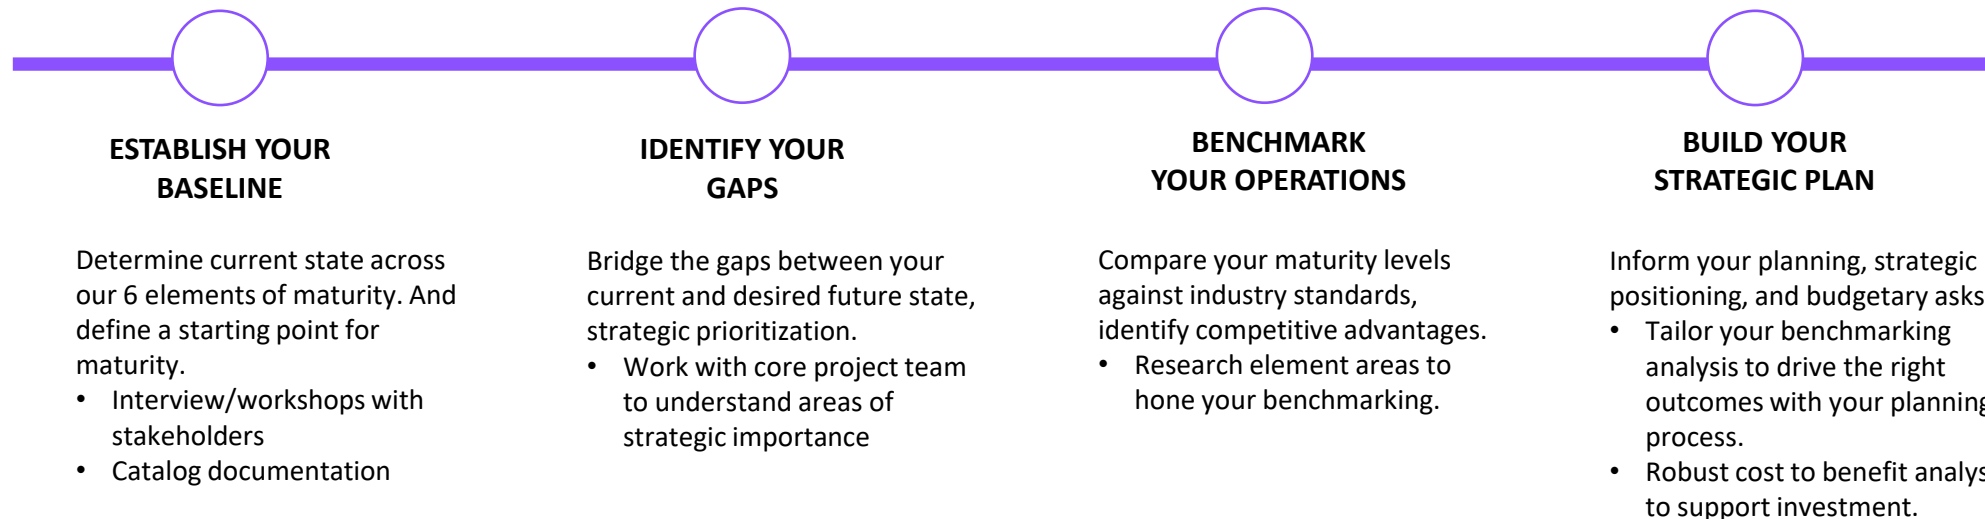 ESTABLISH YOUR
BASELINE
Determine current state across
our 6 elements of maturity. And
define a starting point for
maturity.
• Interview/workshops with
stakeholders
• Catalog documentation
IDENTIFY YOUR
GAPS
Bridge the gaps between your
current and desired future state,
strategic prioritization.
• Work with core project team
to understand areas of
strategic importance
BENCHMARK
YOUR OPERATIONS
Compare your maturity levels
against industry standards,
identify competitive advantages.
• Research element areas to
hone your benchmarking.
BUILD YOUR
STRATEGIC PLAN
Inform your planning, strategic
positioning, and budgetary asks
• Tailor your benchmarking
analysis to drive the right
outcomes with your planning
process.
• Robust cost to benefit
to support investment.